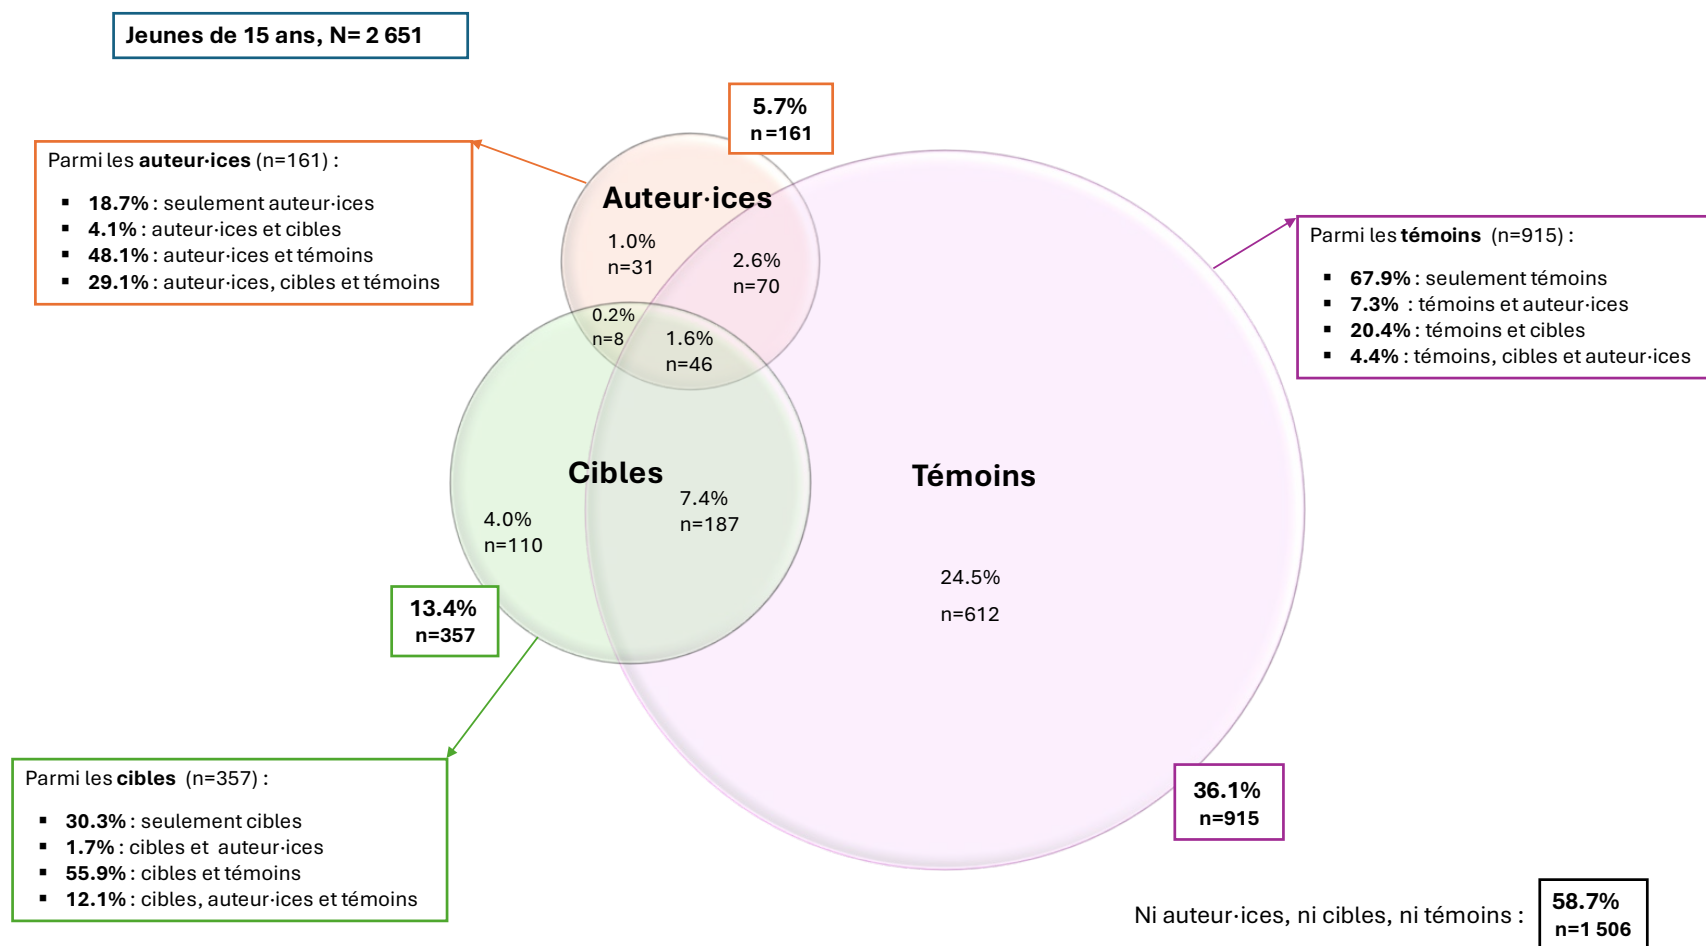 Jeunes de 15 ans, N= 2 651
5.7%
n =161
Parmi les auteur·ices (n=161) :
▪ 18.7% : seulement auteur·ices
▪ 4.1% : auteur·ices et cibles
▪ 48.1% : auteur·ices et témoins
▪ 29.1% : auteur·ices, cibles et témoins
Auteur·ices
1.0%
n=31
2.6%
n=70
0.2%
n=8
1.6%
n=46
Parmi les témoins (n=915) :
▪ 67.9% : seulement témoins
▪ 7.3% : témoins et auteur·ices
▪ 20.4% : témoins et cibles
▪ 4.4% : témoins, cibles et auteur·ices
Cibles
4.0%
n=110
7.4%
n=187
Témoins
24.5%
n=612
13.4%
n=357
Parmi les cibles (n=357) :
▪ 30.3% : seulement cibles
▪ 1.7% : cibles et auteur·ices
▪ 55.9% : cibles et témoins
▪ 12.1% : cibles, auteur·ices et témoins
36.1%
n=915
Ni auteur·ices, ni cibles, ni témoins :
58.7%
n=1 506